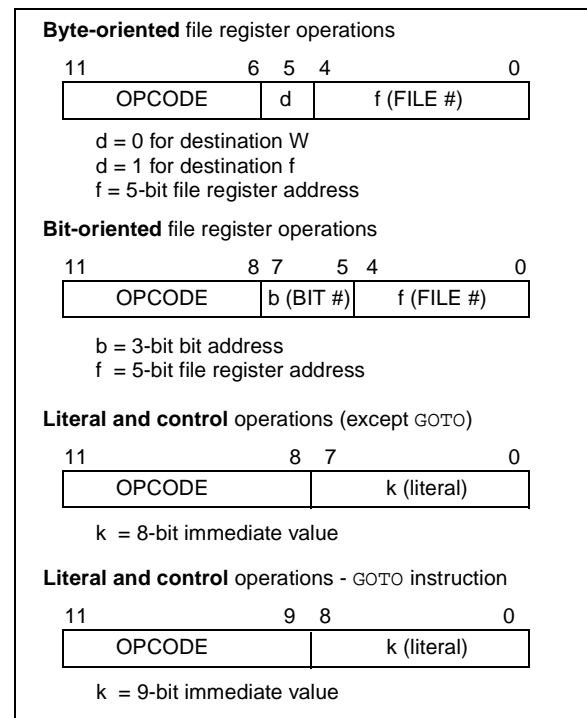 Byte-oriented file register operations
11 6 5 4 0
OPCODE d f (FILE #)
d = 0 for destination W
d = 1 for destination f
f = 5-bit file register address
Bit-oriented file register operations
11 8 7 5 4 0
OPCODE b (BIT #) f (FILE #)
b = 3-bit bit address
f = 5-bit file register address
Literal and control operations (except GOTO)
11 8 7 0
OPCODE k (literal)
k = 8-bit immediate value
Literal and control operations - GOTO instruction
11 9 8 0
OPCODE k (literal)
k = 9-bit immediate value